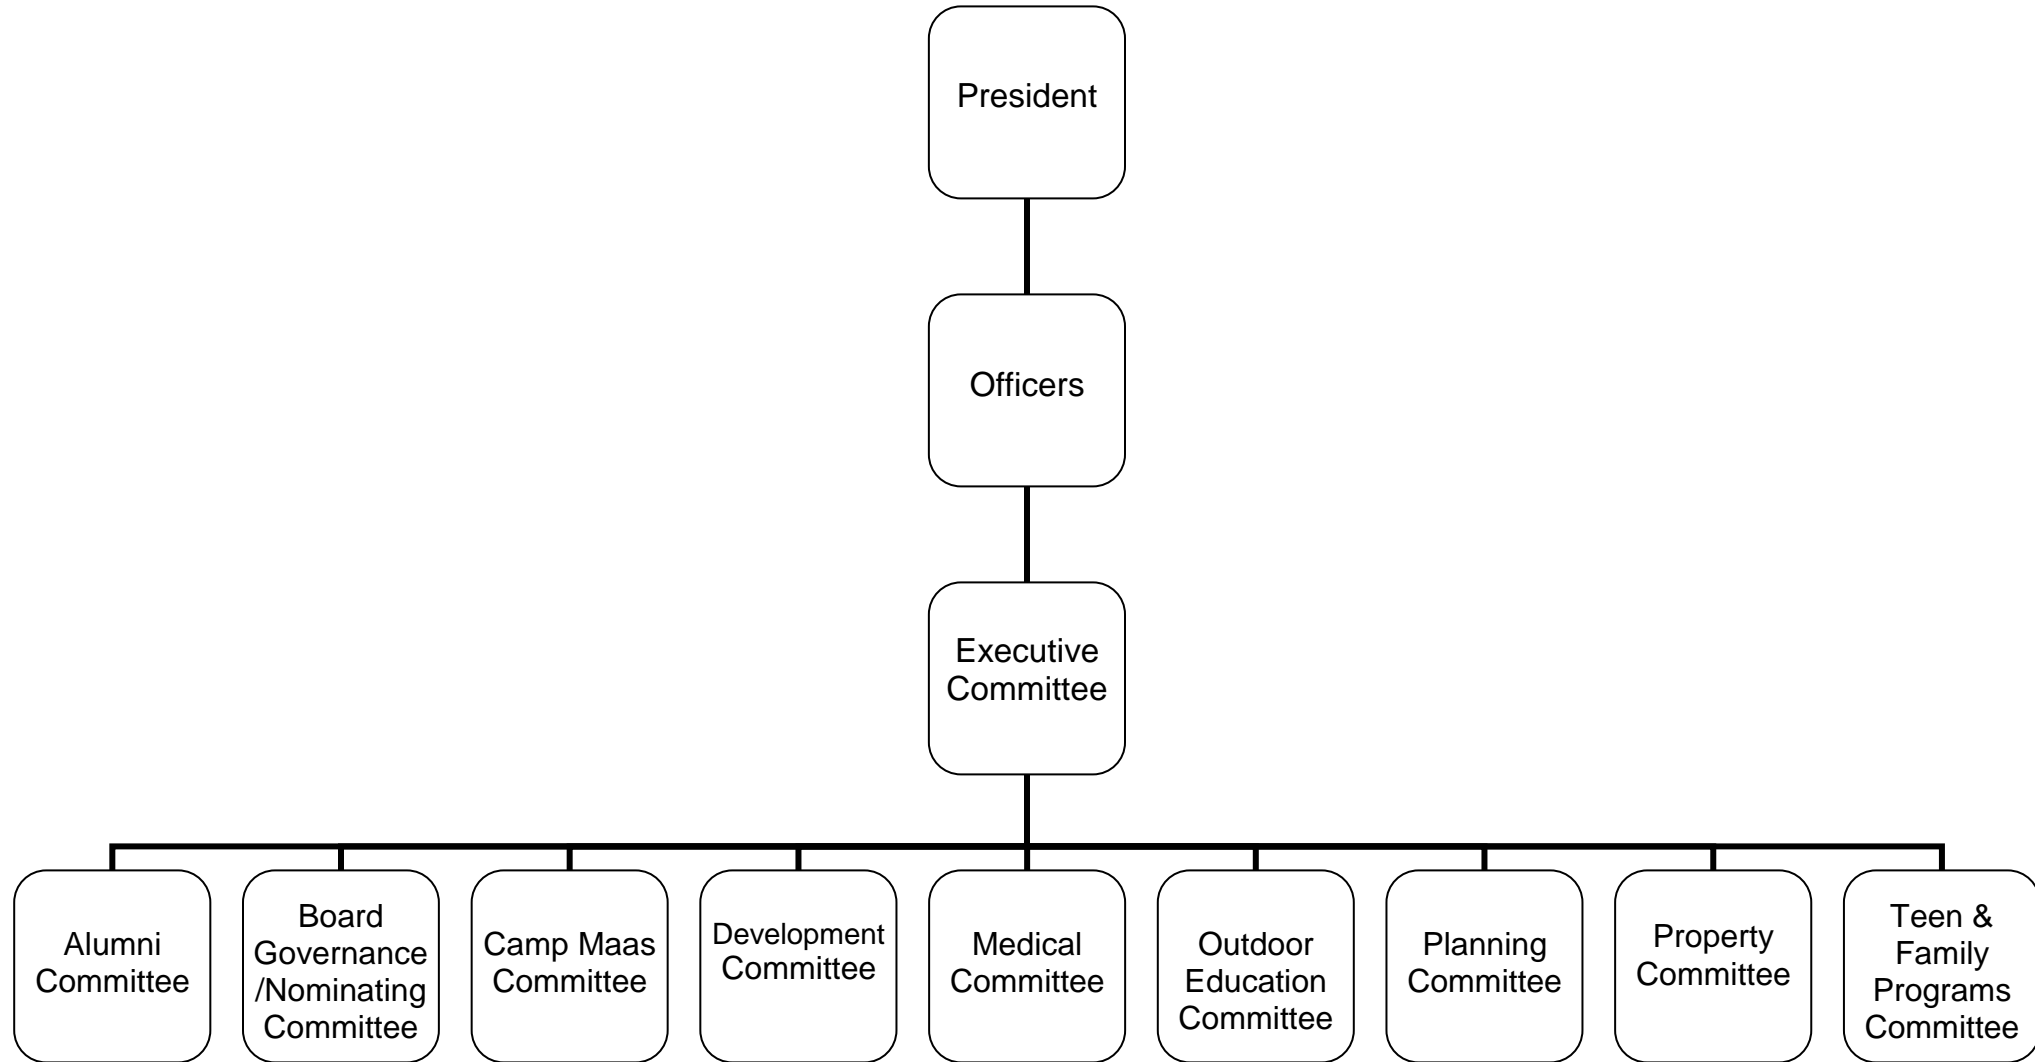 President
Officers
Executive
Committee
Alumni
Committee
Board
Governance
/Nominating
Committee
Camp Maas
Committee
Development
Committee
Medical
Committee
Outdoor
Education
Committee
Planning
Committee
Property
Committee
Teen &
Family
Programs
Committee